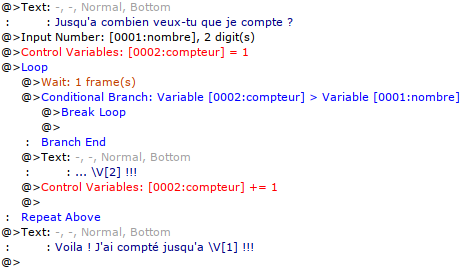 @>Text: -, -, Normal, Bottom
 :       : Jusqu'a combien veux-tu que je compte ?
@>Input Number: [0001:nombre], 2 digit(s)
@>Control Variables: [0002:compteur] = 1
@>Loop
@>Wait: 1 frame(s)
@>Conditional Branch: Variable [0002:compteur] > Variable [0001:nombre]
@>Break Loop
@>
 :  Branch End
@>Text: -, -, Normal, Bottom
 :       : ... \V[2] !!!
@>Control Variables: [0002:compteur] += 1
@>
 :  Repeat Above
@>Text: -, -, Normal, Bottom
 :       : Voila ! J'ai compté jusqu'a \V[1] !!!
@>